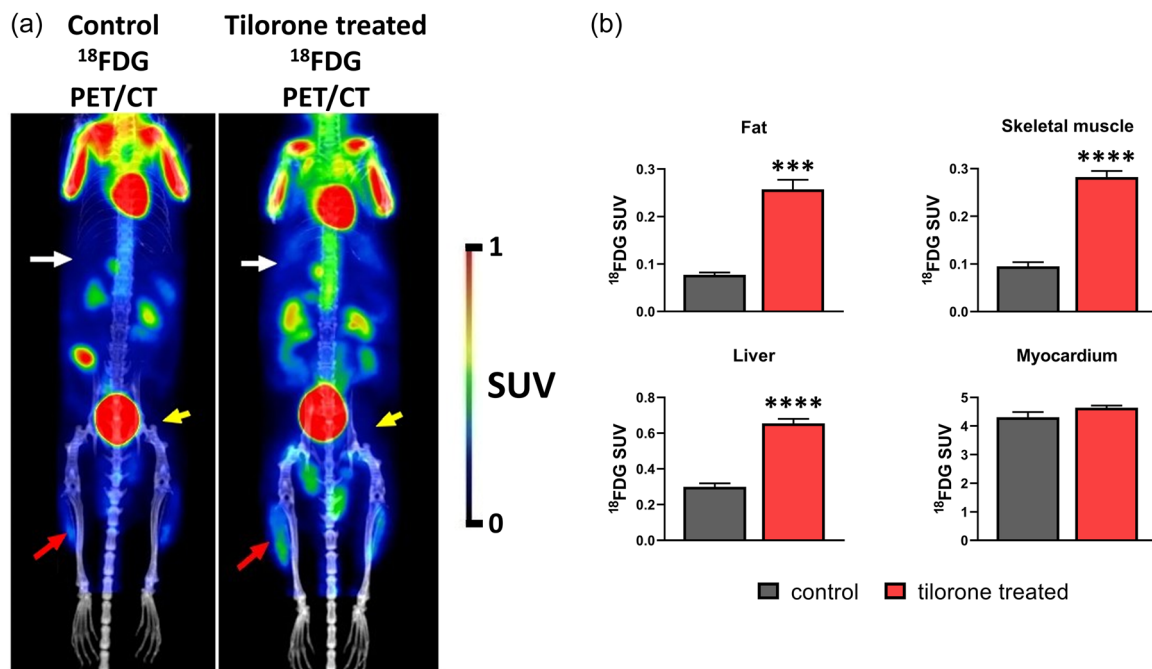 (a)
Control
¹⁸FDG
PET/CT
Tilorone treated
¹⁸FDG
PET/CT
1
SUV
0
(b)
Fat
¹⁸FDG SUV
0.3
0.2
0.1
0.0
***
Skeletal muscle
¹⁸FDG SUV
0.3
0.2
0.1
0.0
****
Liver
¹⁸FDG SUV
0.8
0.6
0.4
0.2
0.0
****
Myocardium
¹⁸FDG SUV
5
4
3
2
1
0
control
tilorone treated